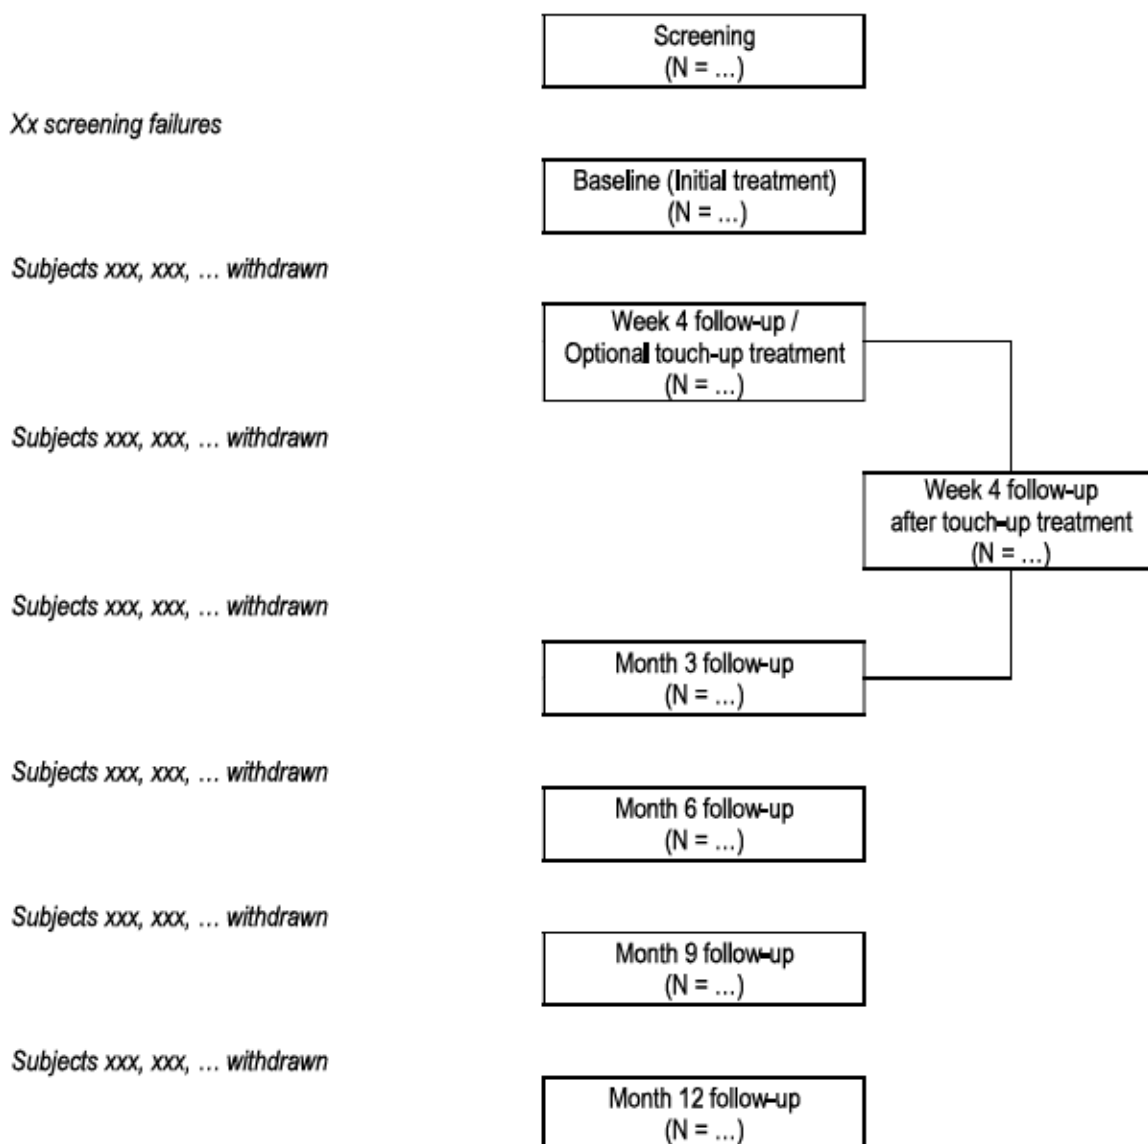 Screening
(N = ...)
Xx screening failures
Baseline (Initial treatment)
(N = ...)
Subjects xxx, xxx, ... withdrawn
Week 4 follow-up /
Optional touch-up treatment
(N = ...)
Subjects xxx, xxx, ... withdrawn
Week 4 follow-up
after touch-up treatment
(N = ...)
Subjects xxx, xxx, ... withdrawn
Month 3 follow-up
(N = ...)
Subjects xxx, xxx, ... withdrawn
Month 6 follow-up
(N = ...)
Subjects xxx, xxx, ... withdrawn
Month 9 follow-up
(N = ...)
Subjects xxx, xxx, ... withdrawn
Month 12 follow-up
(N = ...)